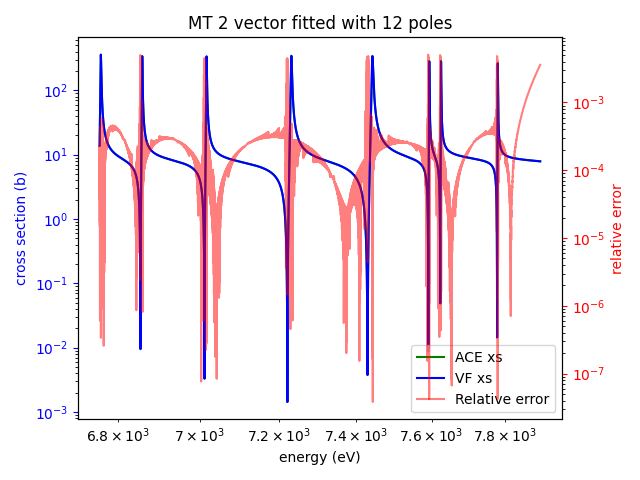 MT 2 vector fitted with 12 poles
10²
10¹
10⁰
10⁻¹
10⁻²
10⁻³
cross section (b)
10⁻³
10⁻⁴
10⁻⁵
10⁻⁶
10⁻⁷
relative error
ACE xs
VF xs
Relative error
6.8 × 10³ 7 × 10³ 7.2 × 10³ 7.4 × 10³ 7.6 × 10³ 7.8 × 10³
energy (eV)